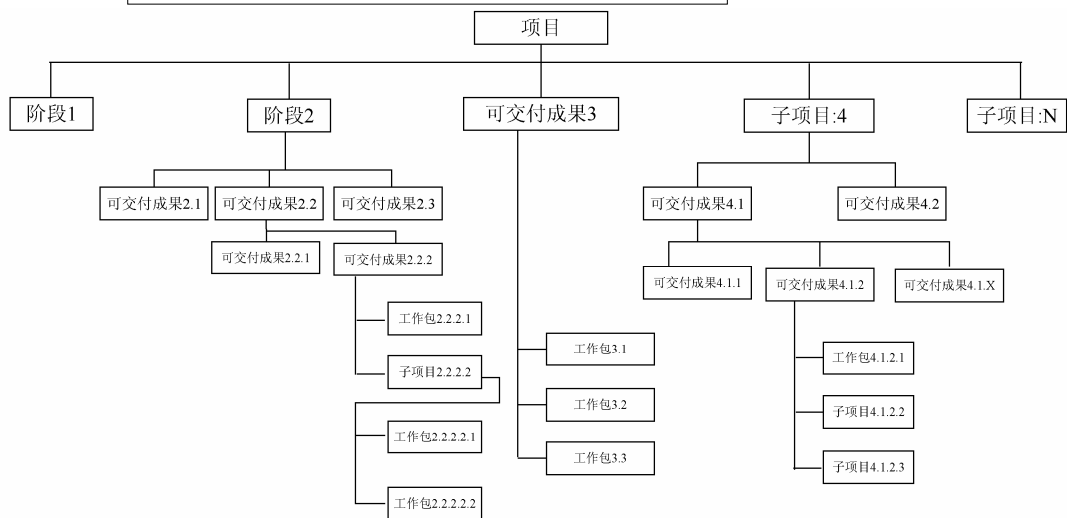 项目
阶段1
阶段2
可交付成果3
子项目:4
子项目:N
可交付成果2.1
可交付成果2.2
可交付成果2.3
可交付成果4.1
可交付成果4.2
可交付成果2.2.1
可交付成果2.2.2
可交付成果4.1.1
可交付成果4.1.2
可交付成果4.1.X
工作包2.2.2.1
子项目2.2.2.2
工作包2.2.2.2.1
工作包2.2.2.2.2
工作包3.1
工作包3.2
工作包3.3
工作包4.1.2.1
子项目4.1.2.2
子项目4.1.2.3